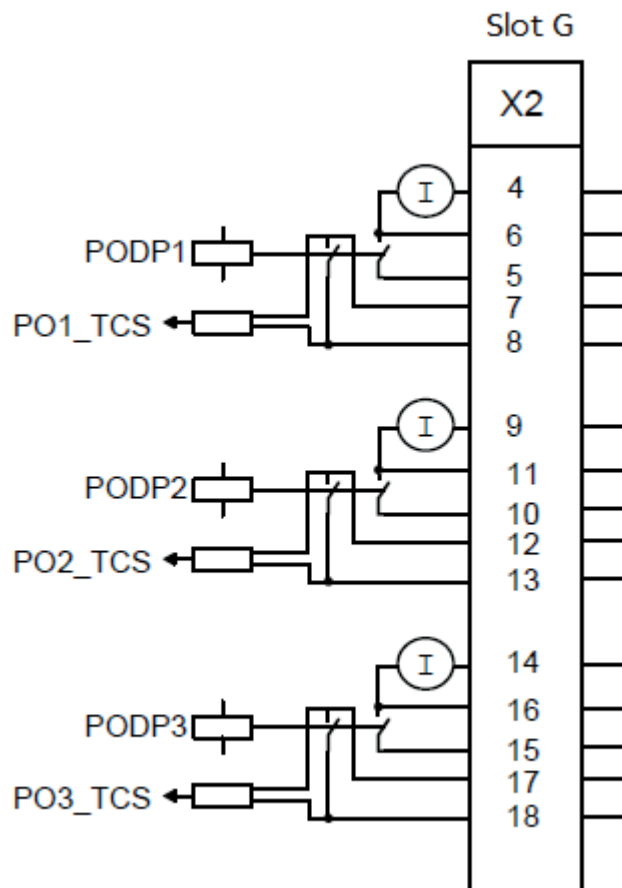 Slot G
X2
I 4
6
PODP1
5
7
PO1_TCS
8
I 9
11
PODP2
10
12
PO2_TCS
13
I 14
16
PODP3
15
17
PO3_TCS
18